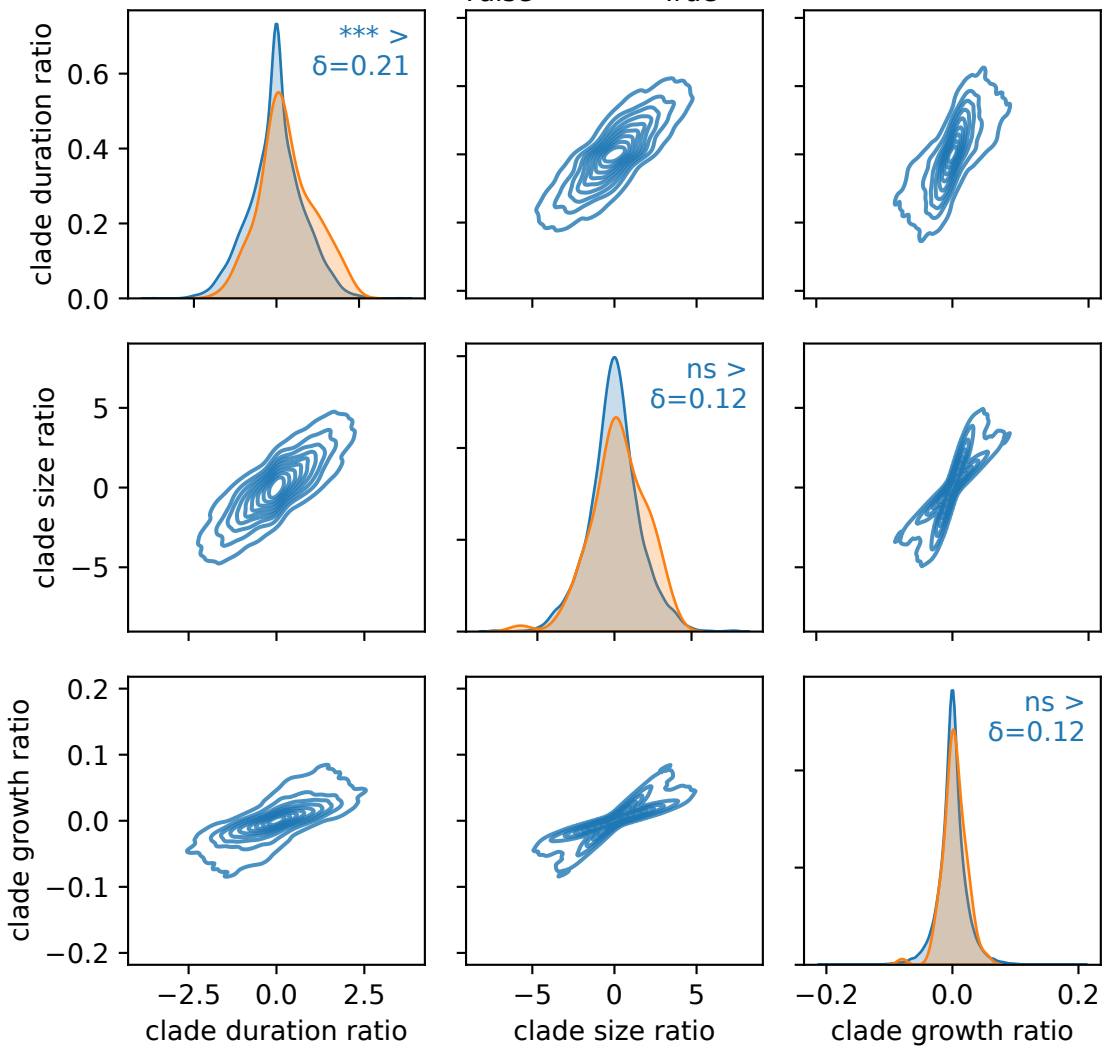 clade duration ratio
0.6
0.4
0.2
0.0
*** >
δ=0.21
clade size ratio
5
0
−5
ns >
δ=0.12
clade growth ratio
0.2
0.1
0.0
−0.1
−0.2
ns >
δ=0.12
−2.5 0.0 2.5
clade duration ratio
−5 0 5
clade size ratio
−0.2 0.0 0.2
clade growth ratio